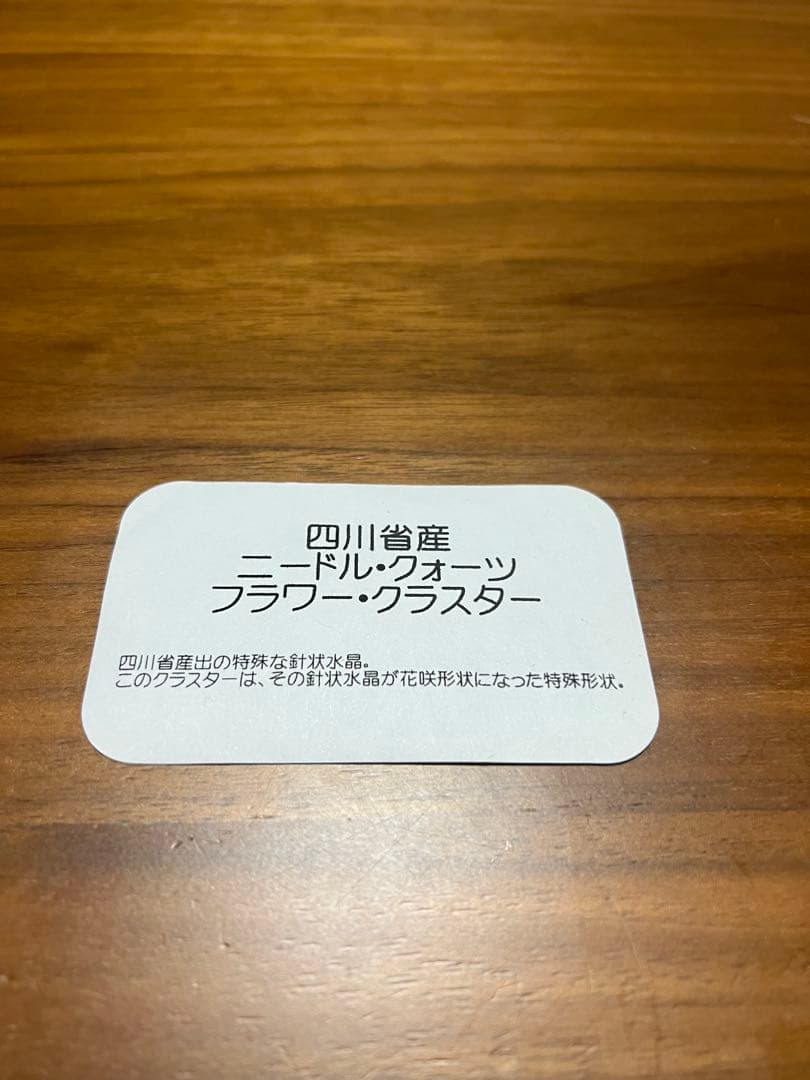 四川省産
ニードル・クォーツ
フラワー・クラスター
四川省産出の特殊な針状水晶。
このクラスターは、その針状水晶が花咲形状になった特殊形状。